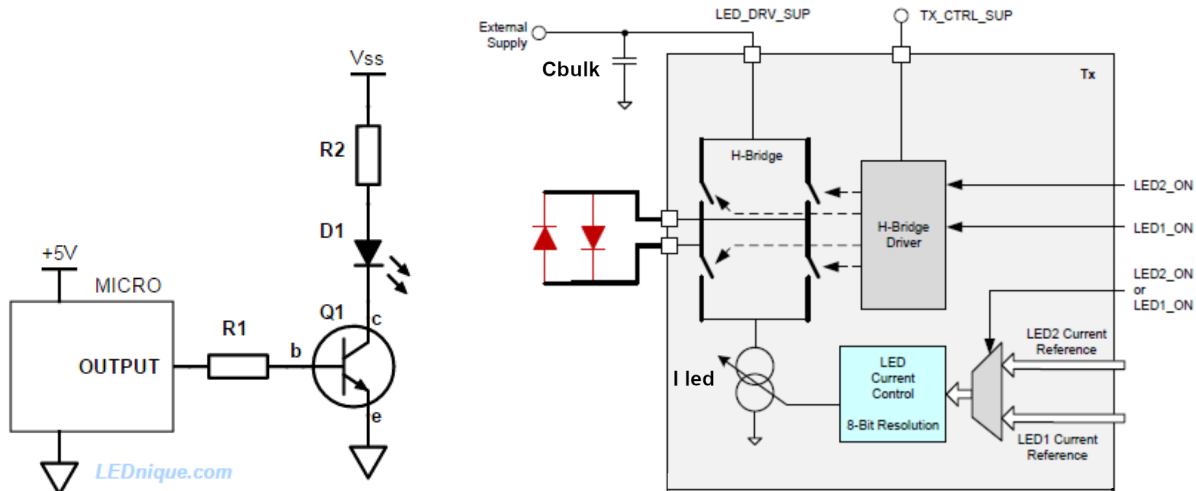 Vss
R2
D1
+5V
MICRO
OUTPUT
R1
Q1
b
c
e
LEDnique.com
External
Supply
LED_DRV_SUP
TX_CTRL_SUP
Cbulk
Tx
H-Bridge
H-Bridge
Driver
LED2_ON
LED1_ON
LED2_ON
or
LED1_ON
LED2 Current
Reference
I led
LED
Current
Control
8-Bit Resolution
LED1 Current
Reference